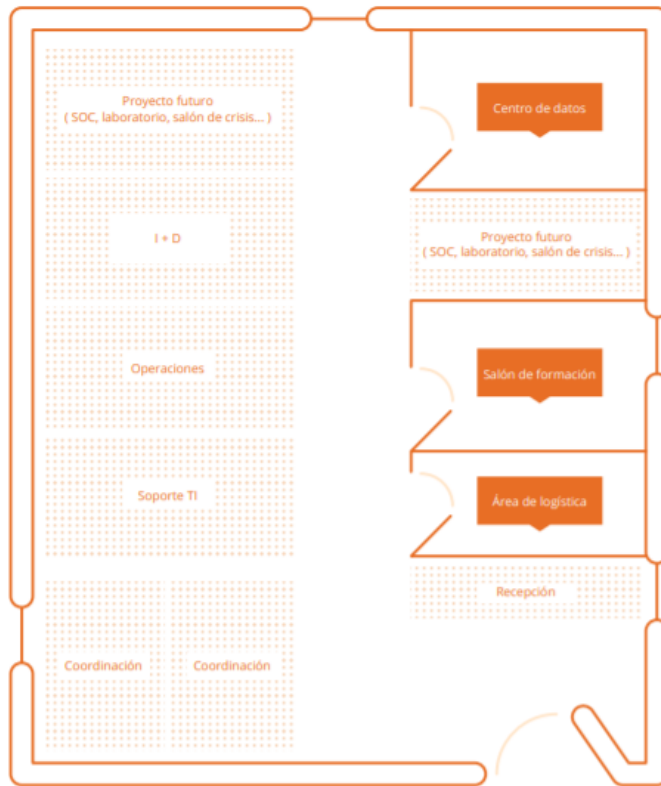 Proyecto futuro
( SOC, laboratorio, salón de crisis... )
Centro de datos
I + D
Proyecto futuro
( SOC, laboratorio, salón de crisis... )
Operaciones
Salón de formación
Soporte TI
Área de logística
Recepción
Coordinación
Coordinación